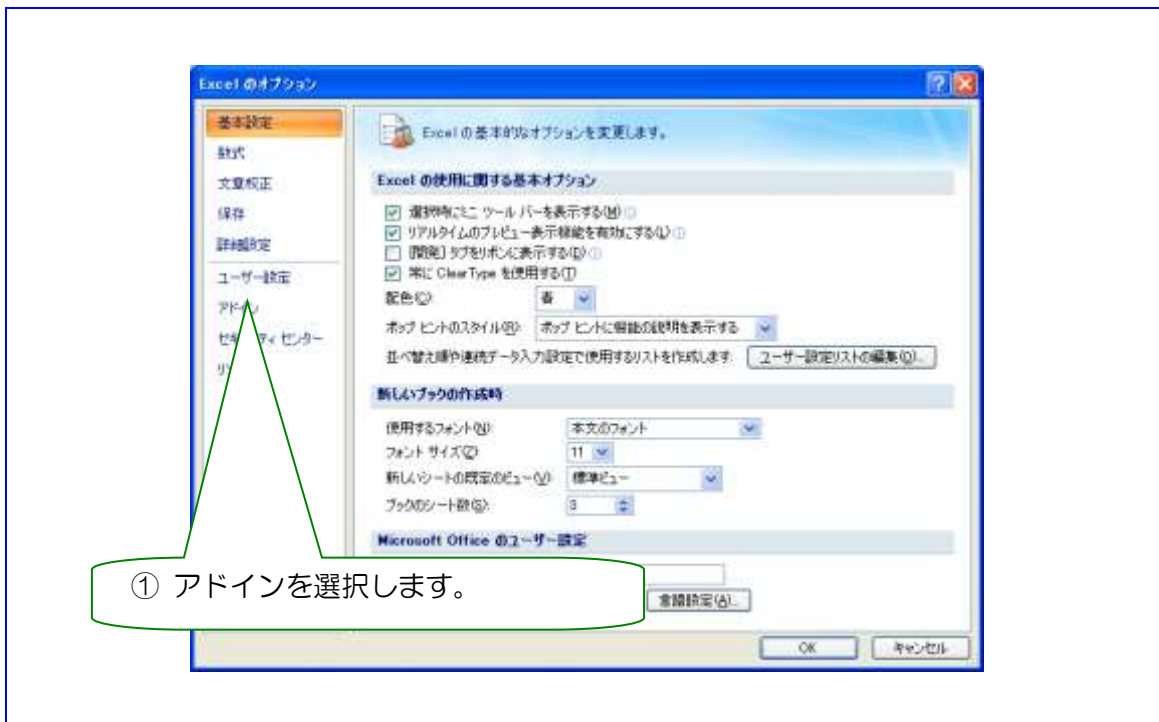 Excel のオプション
基本設定
数式
文章校正
保存
詳細設定
ユーザー設定
アドイン
センター
Excel の基本的なオプションを変更します。
Excel の使用に関する基本オプション
選択時にミニ ツール バーを表示する(M)
リアルタイムのプレビュー表示機能を有効にする(L)
[開発] タブをリボンに表示する(D)
常に ClearType を使用する(T)
配色(C): 青
ポップ ヒントのスタイル(R): ポップ ヒントに機能の説明を表示する
並べ替え順や連続データ入力設定で使用するリストを作成します: ユーザー設定リストの編集(O)...
新しいブックの作成時
使用するフォント(N): 本文のフォント
フォント サイズ(Z): 11
新しいシートの既定のビュー(V): 標準ビュー
ブックのシート数(S): 3
Microsoft Office のユーザー設定
言語設定(A)...
① アドインを選択します。
OK キャンセル